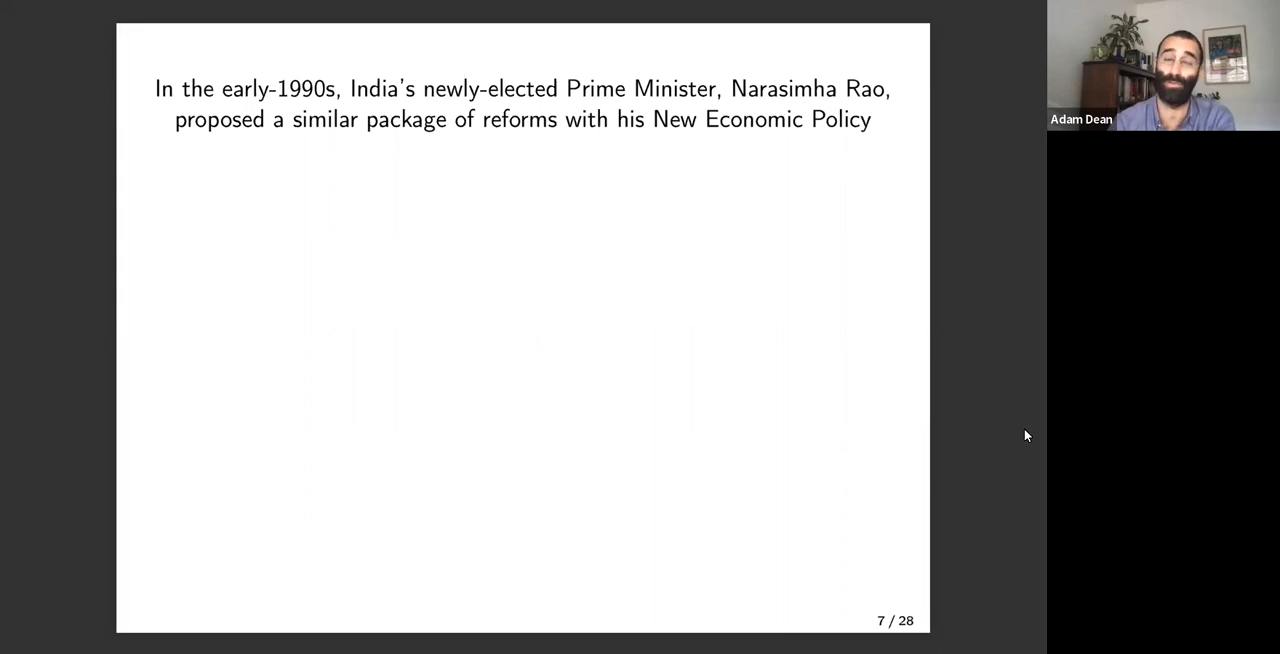 In the early-1990s, India's newly-elected Prime Minister, Narasimha Rao,
proposed a similar package of reforms with his New Economic Policy
7 / 28
Adam Dean